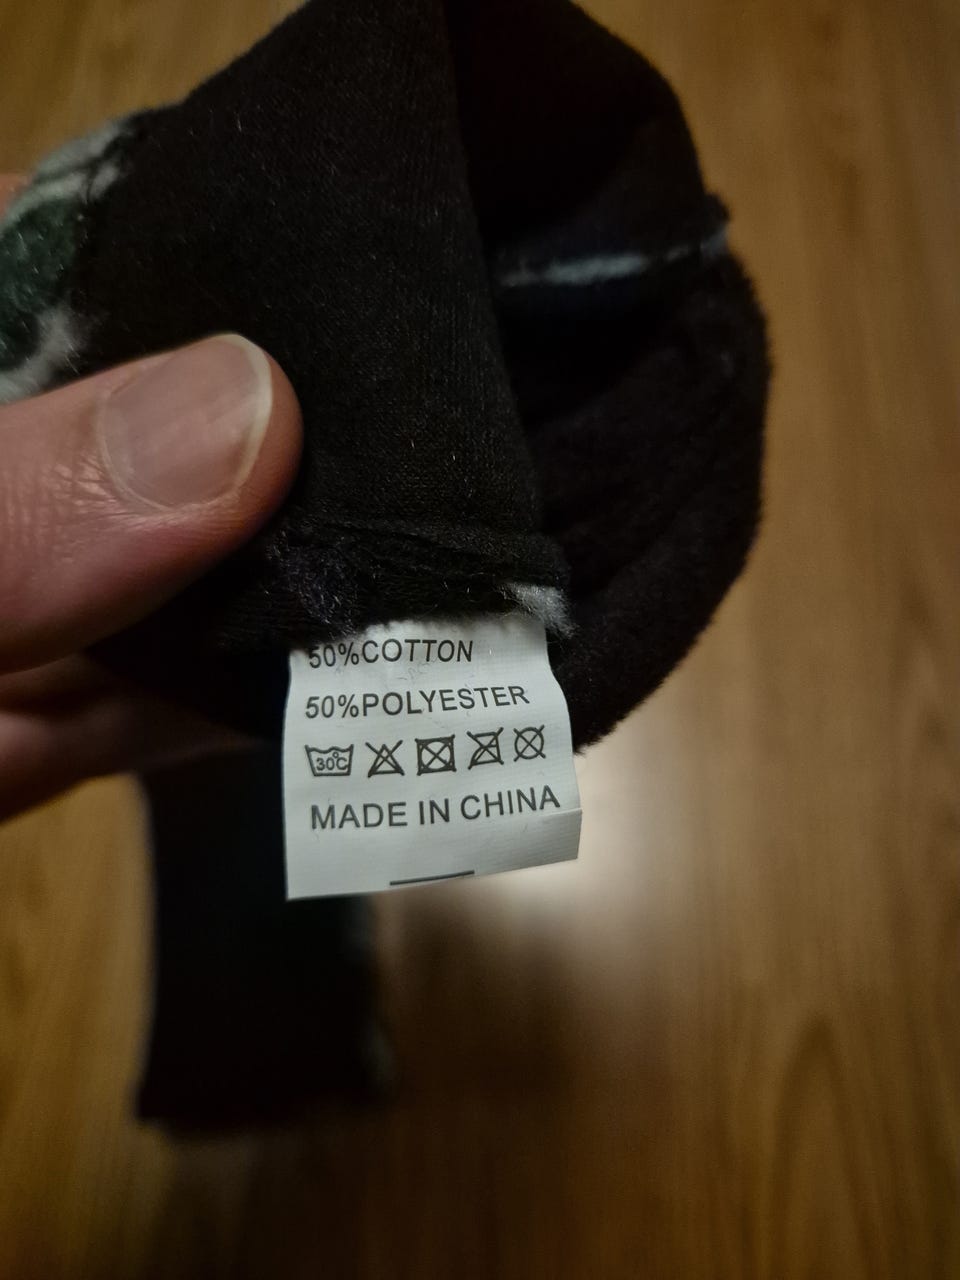 50%COTTON
50%POLYESTER
30℃
MADE IN CHINA